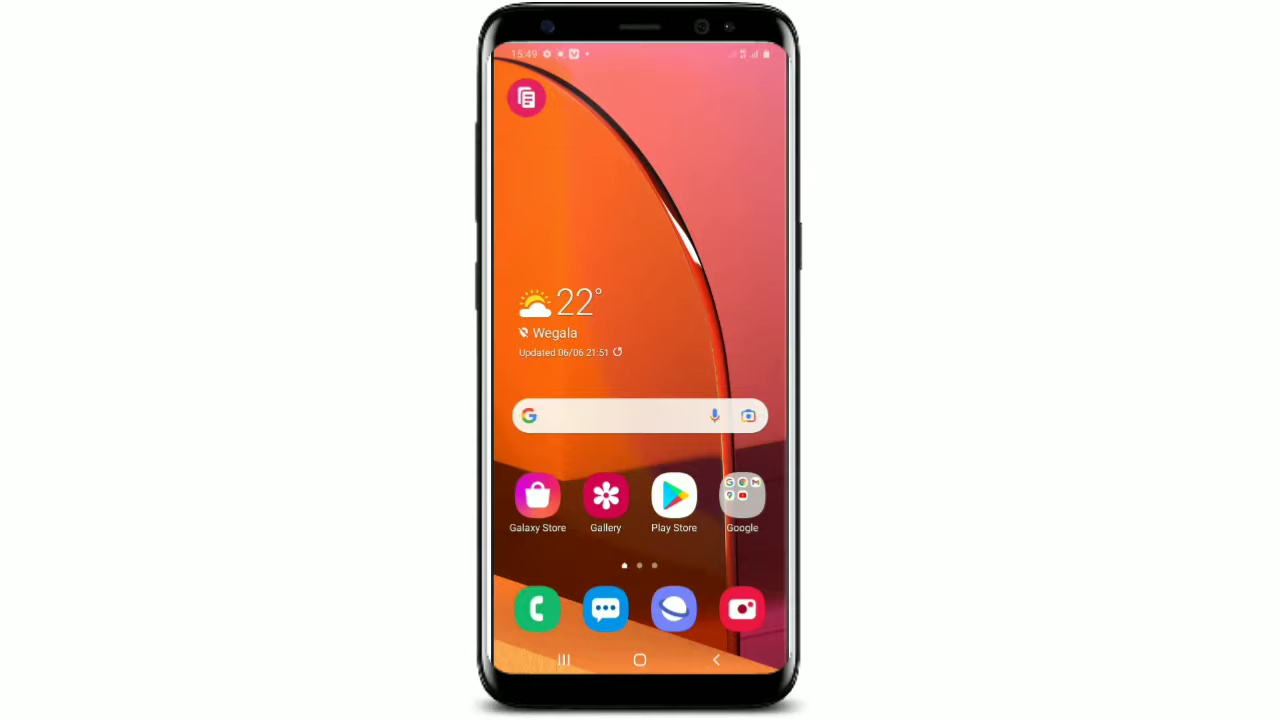 15:49
22°
Wegala
Updated 06/06 21:51
Galaxy Store
Gallery
Play Store
Google